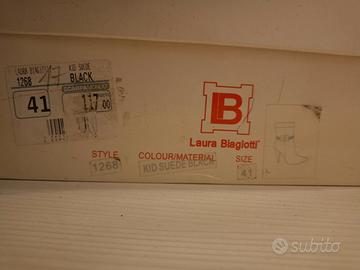 LAURA BIAGIOTTI
1268
KID SUEDE
BLACK
41
117,00
B
Laura Biagiotti
STYLE COLOUR/MATERIAL SIZE
1268 KID SUEDE BLACK 41
subito